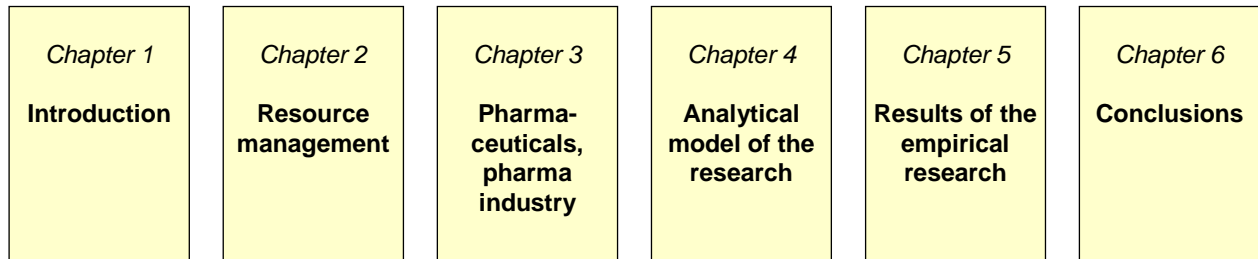 Chapter 1
Introduction
Chapter 2
Resource
management
Chapter 3
Pharma-
ceuticals,
pharma
industry
Chapter 4
Analytical
model of the
research
Chapter 5
Results of the
empirical
research
Chapter 6
Conclusions